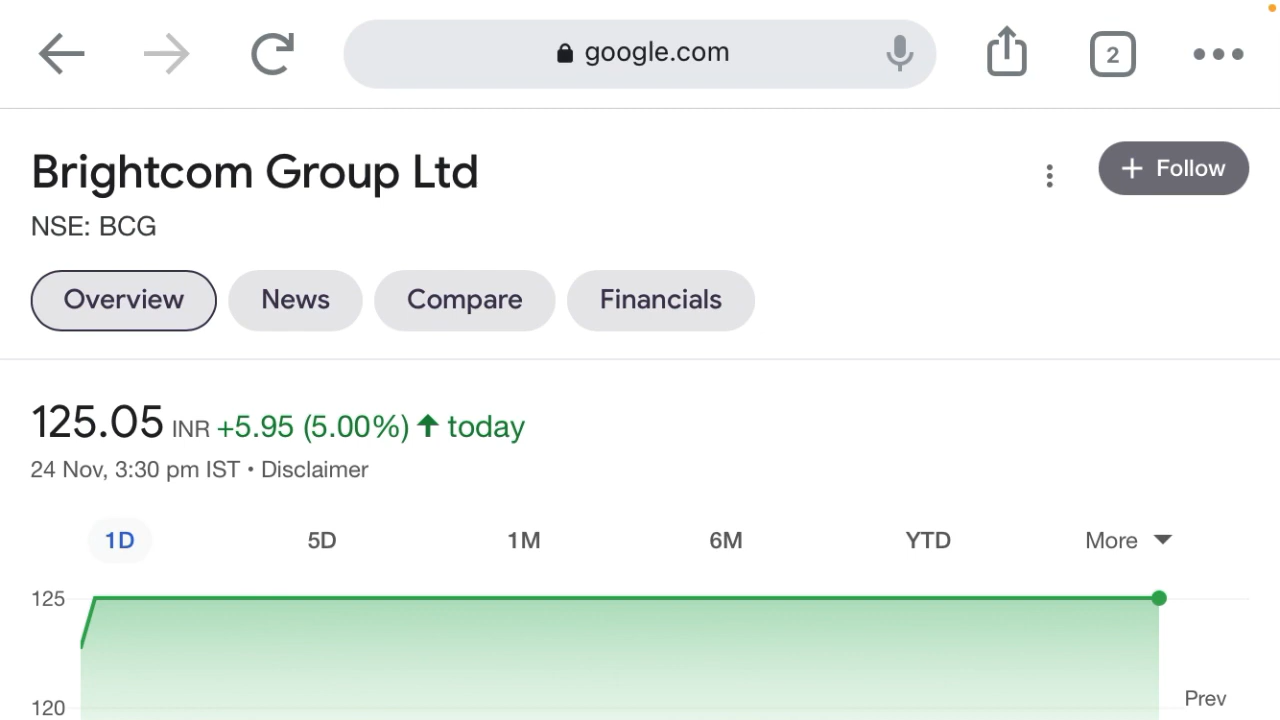 google.com
2
Brightcom Group Ltd
+ Follow
NSE: BCG
Overview News Compare Financials
125.05 INR +5.95 (5.00%) ↑ today
24 Nov, 3:30 pm IST • Disclaimer
1D 5D 1M 6M YTD More
125
120
Prev